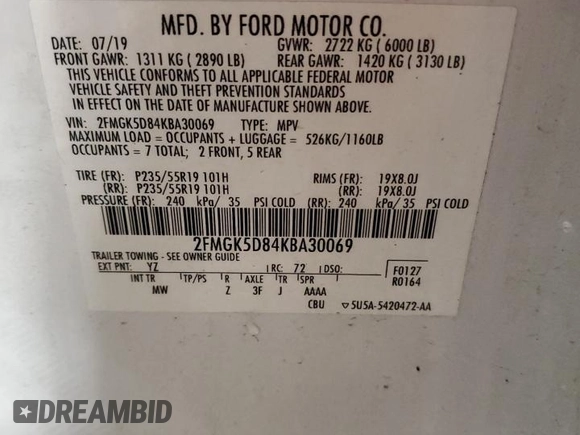 MFD. BY FORD MOTOR CO.
DATE: 07/19 GVWR: 2722 KG (6000 LB)
FRONT GAWR: 1311 KG (2890 LB) REAR GAWR: 1420 KG (3130 LB)
THIS VEHICLE CONFORMS TO ALL APPLICABLE FEDERAL MOTOR
VEHICLE SAFETY AND THEFT PREVENTION STANDARDS
IN EFFECT ON THE DATE OF MANUFACTURE SHOWN ABOVE.
VIN: 2FMGK5D84KBA30069 TYPE: MPV
MAXIMUM LOAD = OCCUPANTS + LUGGAGE = 526KG/1160LB
OCCUPANTS = 7 TOTAL; 2 FRONT, 5 REAR
TIRE (FR): P235/55R19 101H RIMS (FR): 19X8.0J
(RR): P235/55R19 101H (RR): 19X8.0J
PRESSURE (FR): 240 kPa/ 35 PSI COLD (RR): 240 kPa/ 35 PSI COLD
2FMGK5D84KBA30069
TRAILER TOWING - SEE OWNER GUIDE
EXT PNT: YZ RC: 72 DSO: F0127
INT TR TP/PS R AXLE TR SPR R0164
MW Z 3F J AAAA
CBU ▽5U5A-5420472-AA
DREAMBID